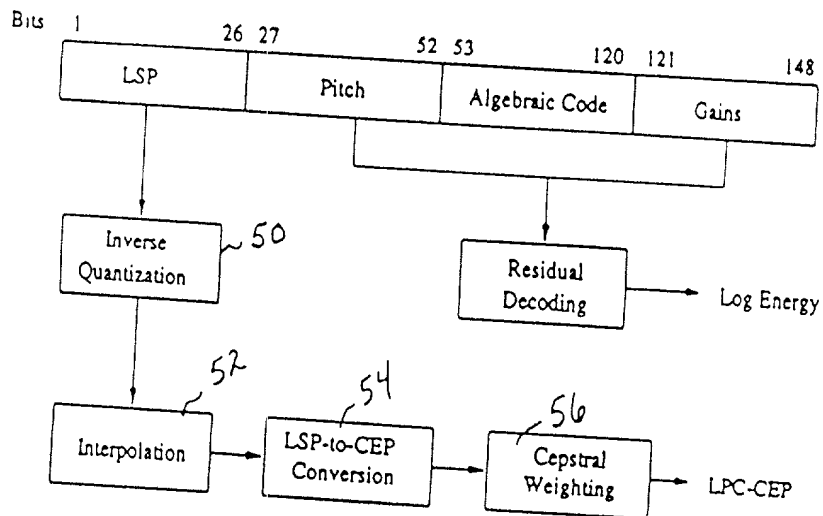 Bits 1 26 27 52 53 120 121 148
LSP Pitch Algebraic Code Gains
Inverse
Quantization
50
Residual
Decoding
Log Energy
52
Interpolation
54
LSP-to-CEP
Conversion
56
Cepstral
Weighting
LPC-CEP